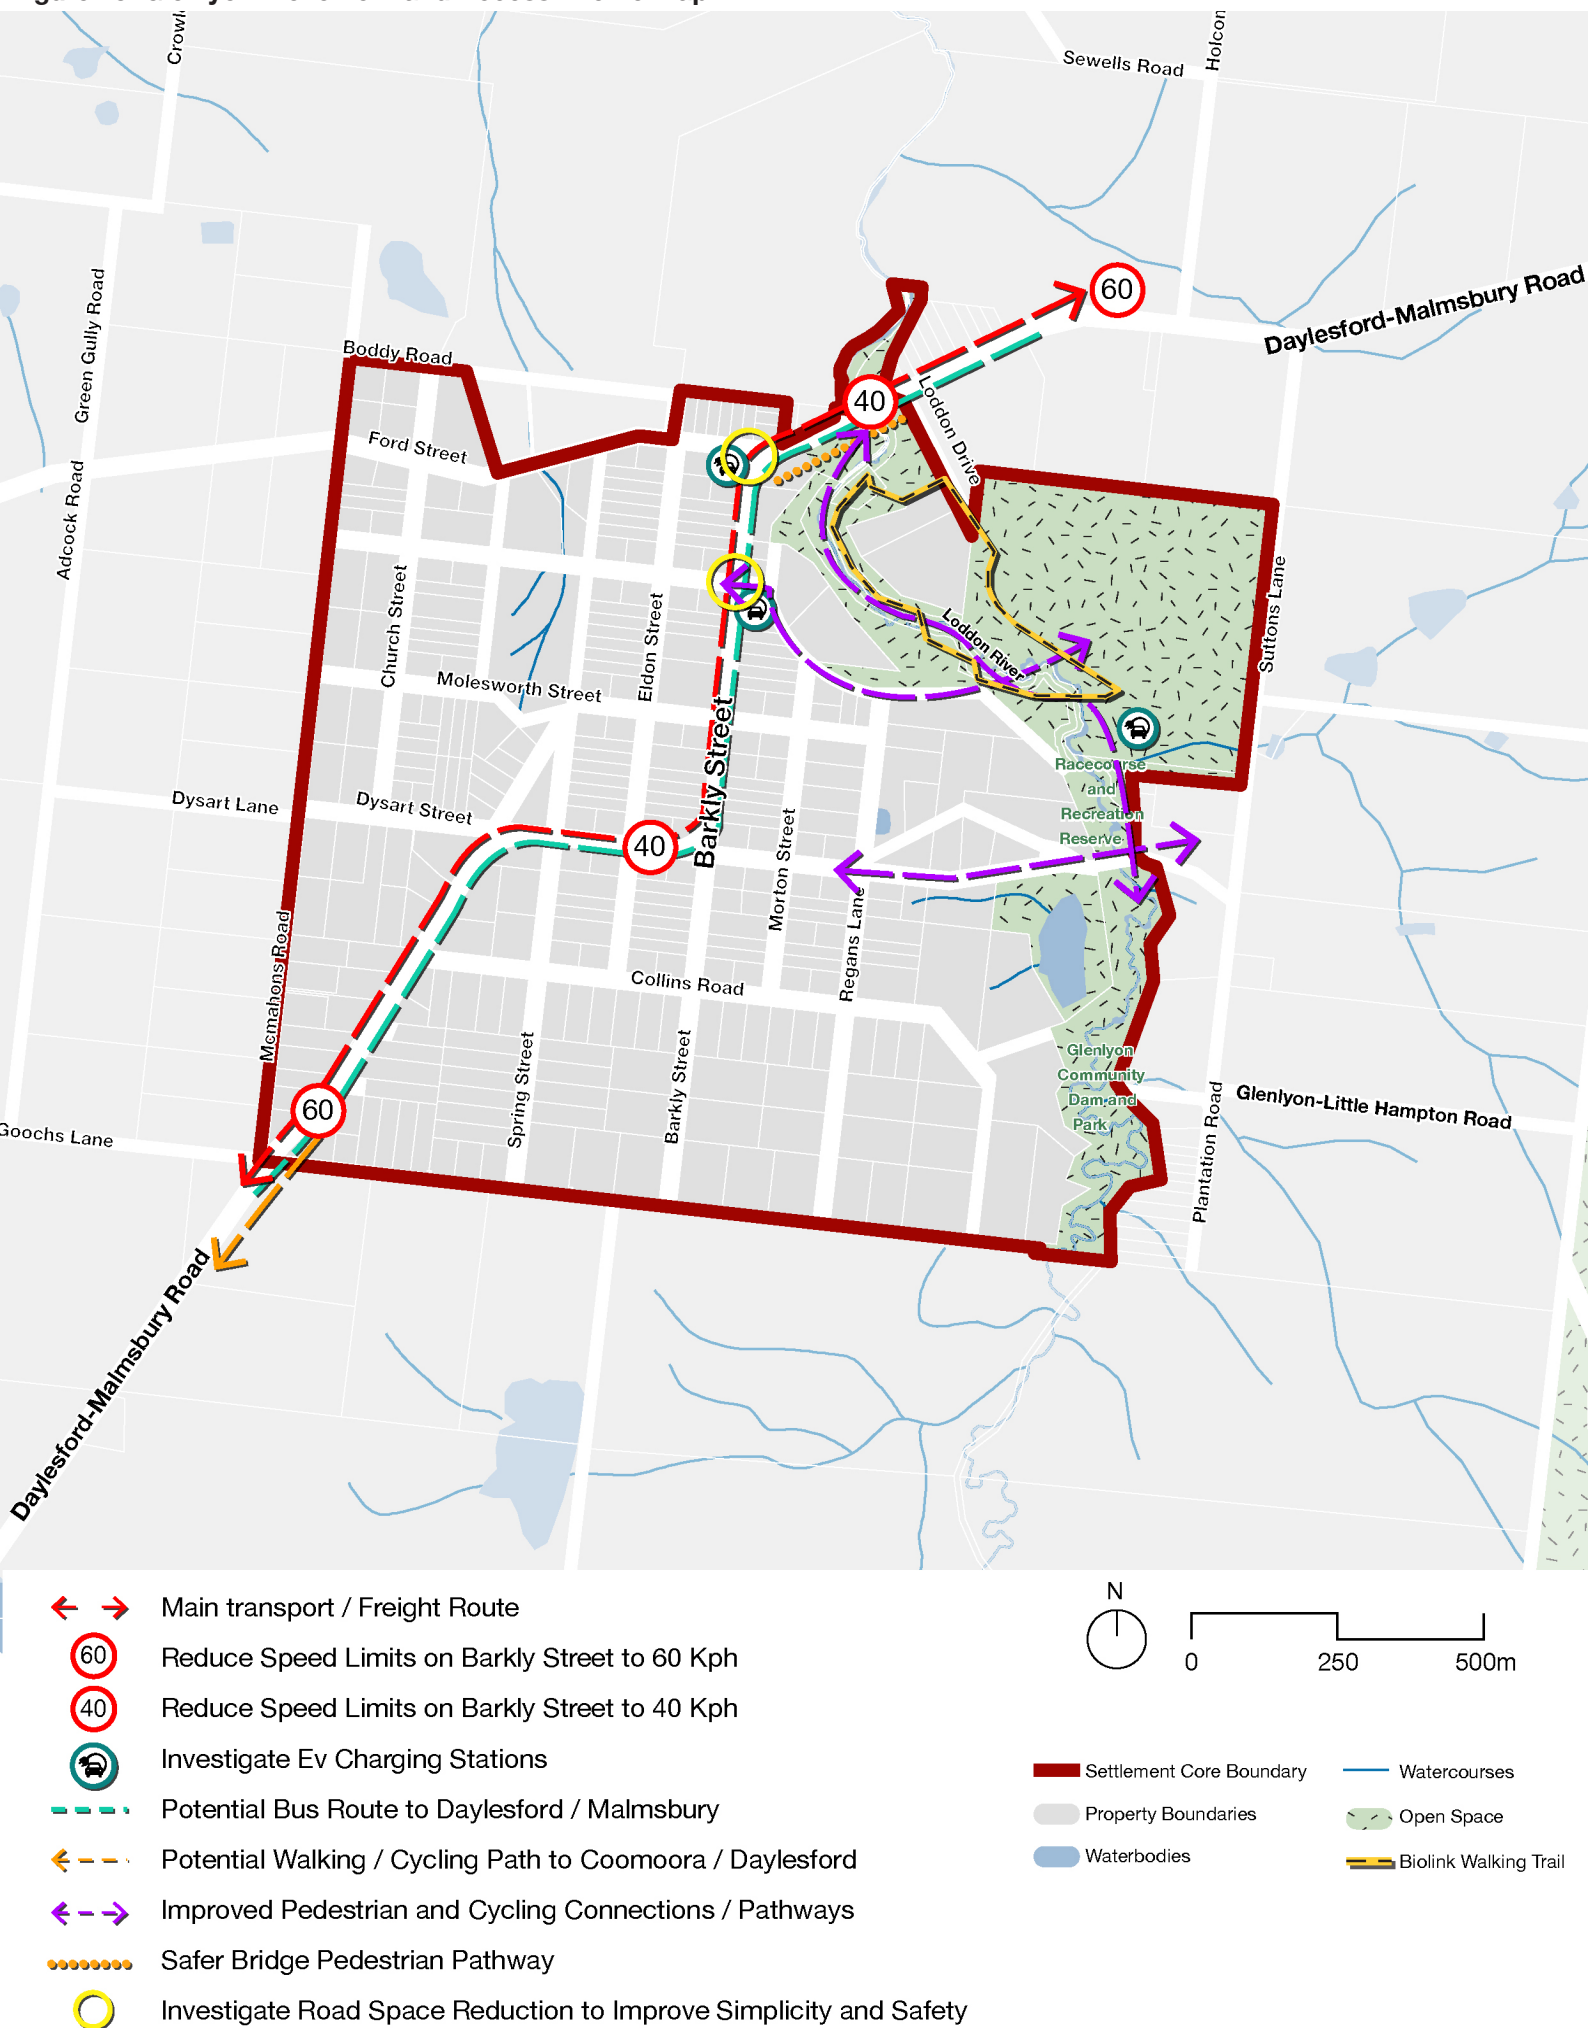 Sewells Road
Daylesford-Malmsbury Road
60
Green Gully Road
Boddy Road
40
Loddon Drive
Ford Street
Adcock Road
Church Street
Eldon Street
Suttons Lane
Loddon River
Molesworth Street
Barkly Street
Racecourse
and
Recreation
Reserve
Dysart Lane
Dysart Street
40
Morton Street
Regans Lane
Mcmahons Road
Collins Road
Spring Street
Barkly Street
Glenlyon
Community
Dam and
Park
Plantation Road
Glenlyon-Little Hampton Road
60
Goochs Lane
Daylesford-Malmsbury Road
Main transport / Freight Route
60 Reduce Speed Limits on Barkly Street to 60 Kph
40 Reduce Speed Limits on Barkly Street to 40 Kph
Investigate Ev Charging Stations
Potential Bus Route to Daylesford / Malmsbury
Potential Walking / Cycling Path to Coomoora / Daylesford
Improved Pedestrian and Cycling Connections / Pathways
Safer Bridge Pedestrian Pathway
Investigate Road Space Reduction to Improve Simplicity and Safety
N
0 250 500m
Settlement Core Boundary
Property Boundaries
Waterbodies
Watercourses
Open Space
Biolink Walking Trail